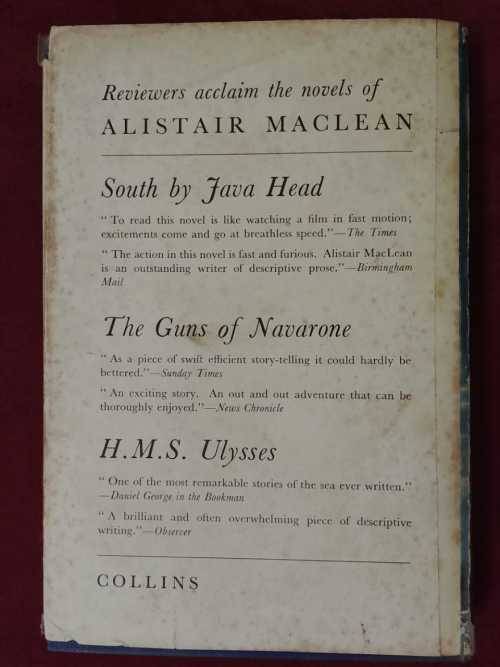 Reviewers acclaim the novels of
ALISTAIR MACLEAN
South by Java Head
“ To read this novel is like watching a film in fast motion;
excitements come and go at breathless speed.”—The Times
“ The action in this novel is fast and furious. Alistair MacLean
is an outstanding writer of descriptive prose.”—Birmingham
Mail
The Guns of Navarone
“ As a piece of swift efficient story-telling it could hardly be
bettered.”—Sunday Times
“ An exciting story. An out and out adventure that can be
thoroughly enjoyed.”—News Chronicle
H.M.S. Ulysses
“ One of the most remarkable stories of the sea ever written.”
—Daniel George in the Bookman
“ A brilliant and often overwhelming piece of descriptive
writing.”—Observer
COLLINS